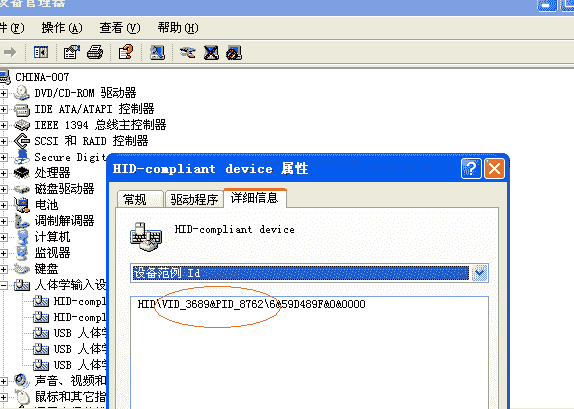 设备管理器
件(F) 操作(A) 查看(V) 帮助(H)
CHINA-007
DVD/CD-ROM 驱动器
IDE ATA/ATAPI 控制器
IEEE 1394 总线主控制器
SCSI 和 RAID 控制器
Secure Digit
处理器
磁盘驱动器
电池
调制解调器
计算机
监视器
键盘
人体学输入设
HID-compl
HID-compl
USB 人体学
USB 人体学
USB 人体学
声音、视频和
鼠标和其它指
HID-compliant device 属性
常规 驱动程序 详细信息
HID-compliant device
设备范例 Id
HID\VID_3689&PID_8762\6&59D489F&0&0000